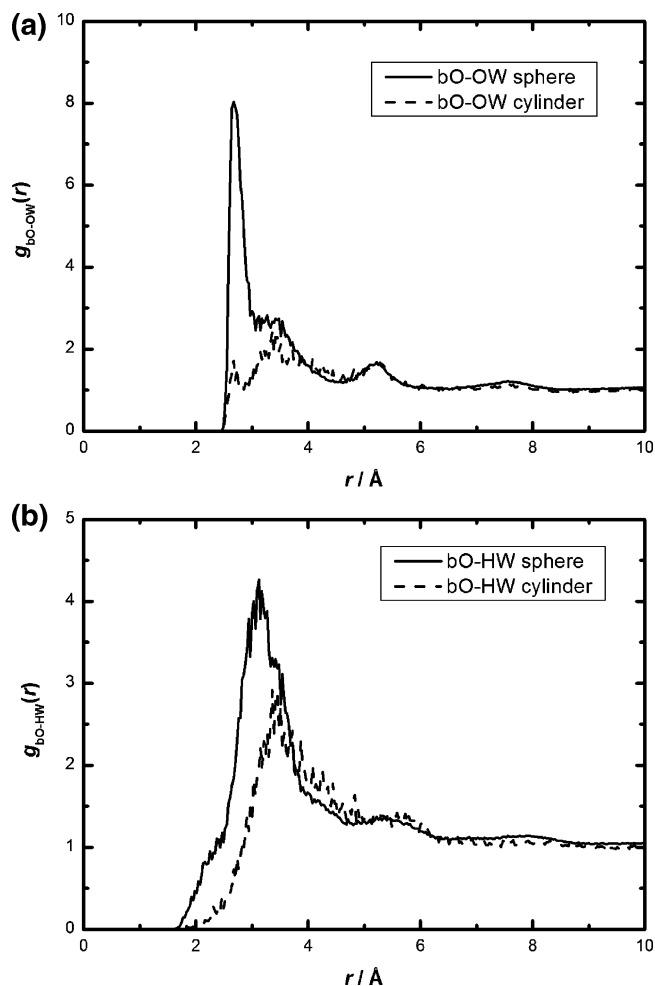 (a)
10
8
6
4
2
0
g bO-OW (r)
bO-OW sphere
bO-OW cylinder
0 2 4 6 8 10
r / Å
(b)
5
4
3
2
1
0
g bO-HW (r)
bO-HW sphere
bO-HW cylinder
0 2 4 6 8 10
r / Å